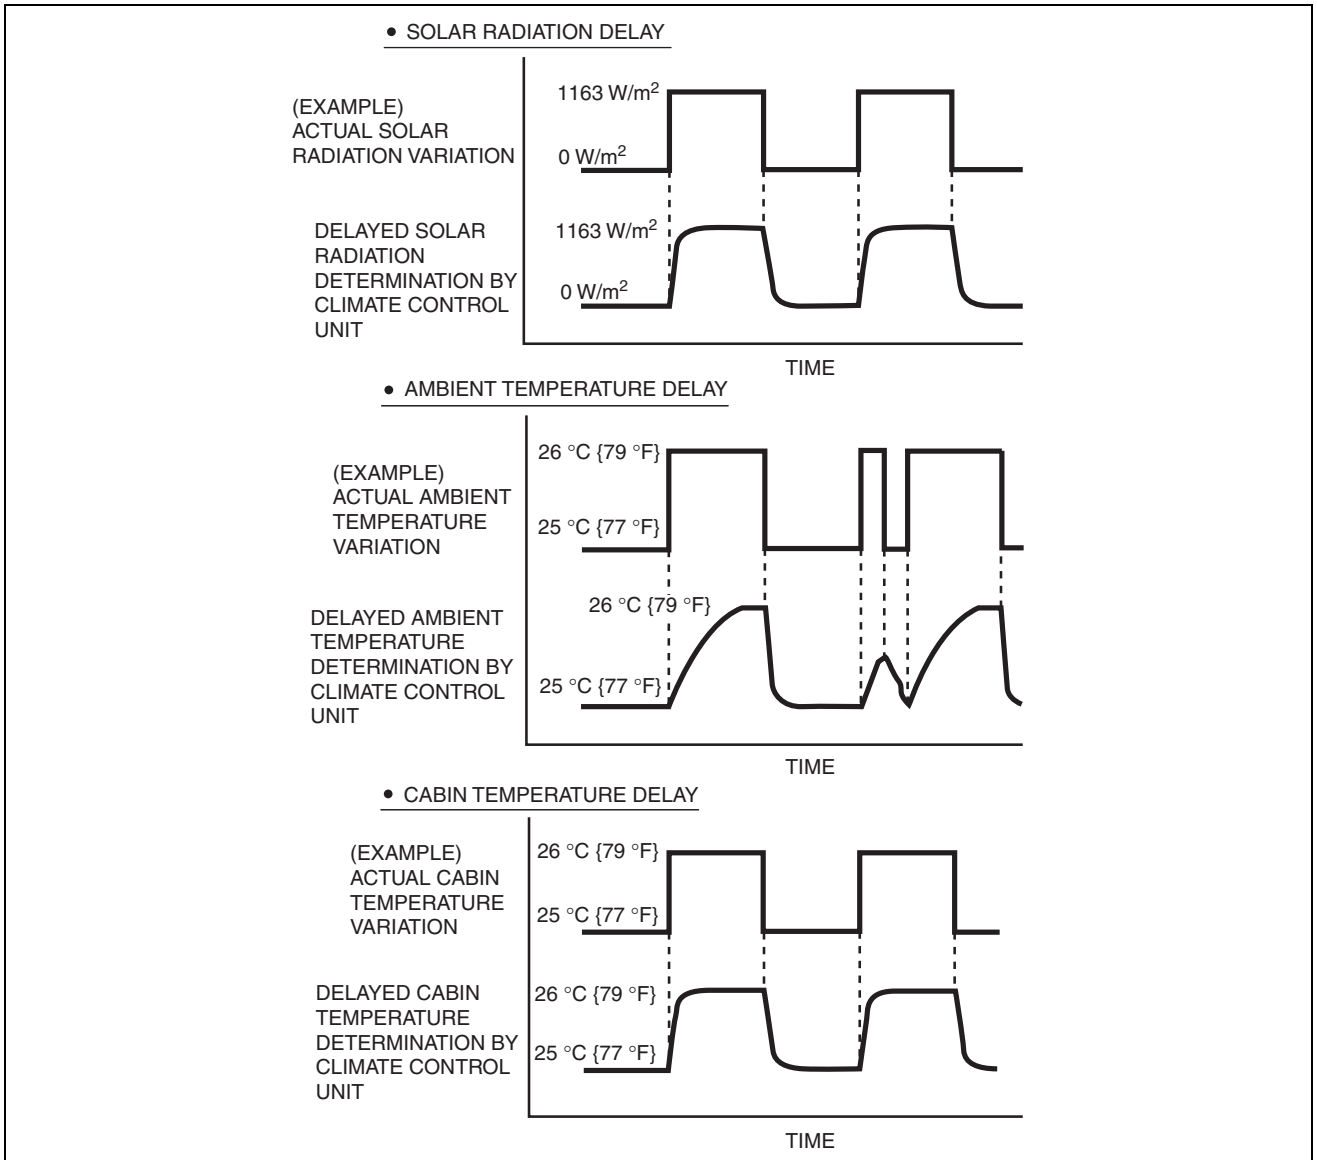 • SOLAR RADIATION DELAY
(EXAMPLE)
ACTUAL SOLAR
RADIATION VARIATION
1163 W/m²
0 W/m²
DELAYED SOLAR
RADIATION
DETERMINATION BY
CLIMATE CONTROL
UNIT
1163 W/m²
0 W/m²
TIME
• AMBIENT TEMPERATURE DELAY
(EXAMPLE)
ACTUAL AMBIENT
TEMPERATURE
VARIATION
26 °C {79 °F}
25 °C {77 °F}
DELAYED AMBIENT
TEMPERATURE
DETERMINATION BY
CLIMATE CONTROL
UNIT
26 °C {79 °F}
25 °C {77 °F}
TIME
• CABIN TEMPERATURE DELAY
(EXAMPLE)
ACTUAL CABIN
TEMPERATURE
VARIATION
26 °C {79 °F}
25 °C {77 °F}
DELAYED CABIN
TEMPERATURE
DETERMINATION BY
CLIMATE CONTROL
UNIT
26 °C {79 °F}
25 °C {77 °F}
TIME